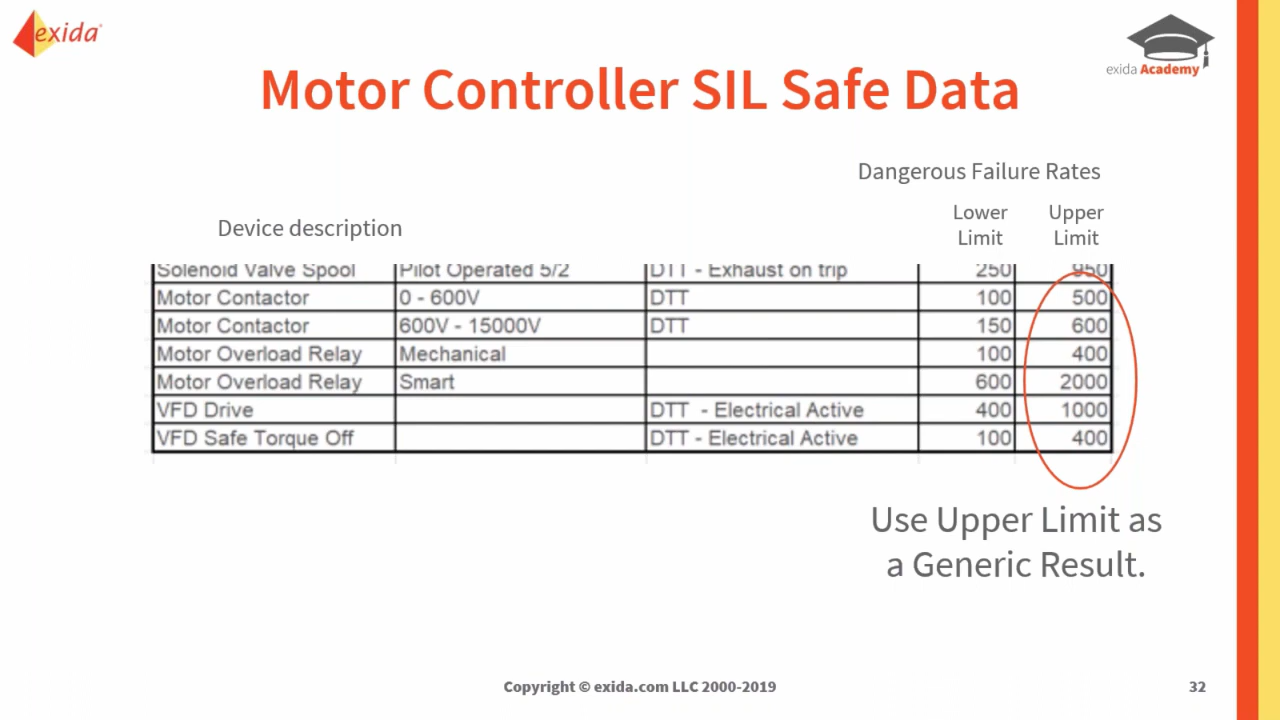 exida
exida Academy
Motor Controller SIL Safe Data
Dangerous Failure Rates
Device description
Lower Limit
Upper Limit
Solenoid Valve Spool Pilot Operated 5/2 DTT - Exhaust on trip 250 950
Motor Contactor 0 - 600V DTT 100 500
Motor Contactor 600V - 15000V DTT 150 600
Motor Overload Relay Mechanical 100 400
Motor Overload Relay Smart 600 2000
VFD Drive DTT - Electrical Active 400 1000
VFD Safe Torque Off DTT - Electrical Active 100 400
Use Upper Limit as
a Generic Result.
Copyright © exida.com LLC 2000-2019
32